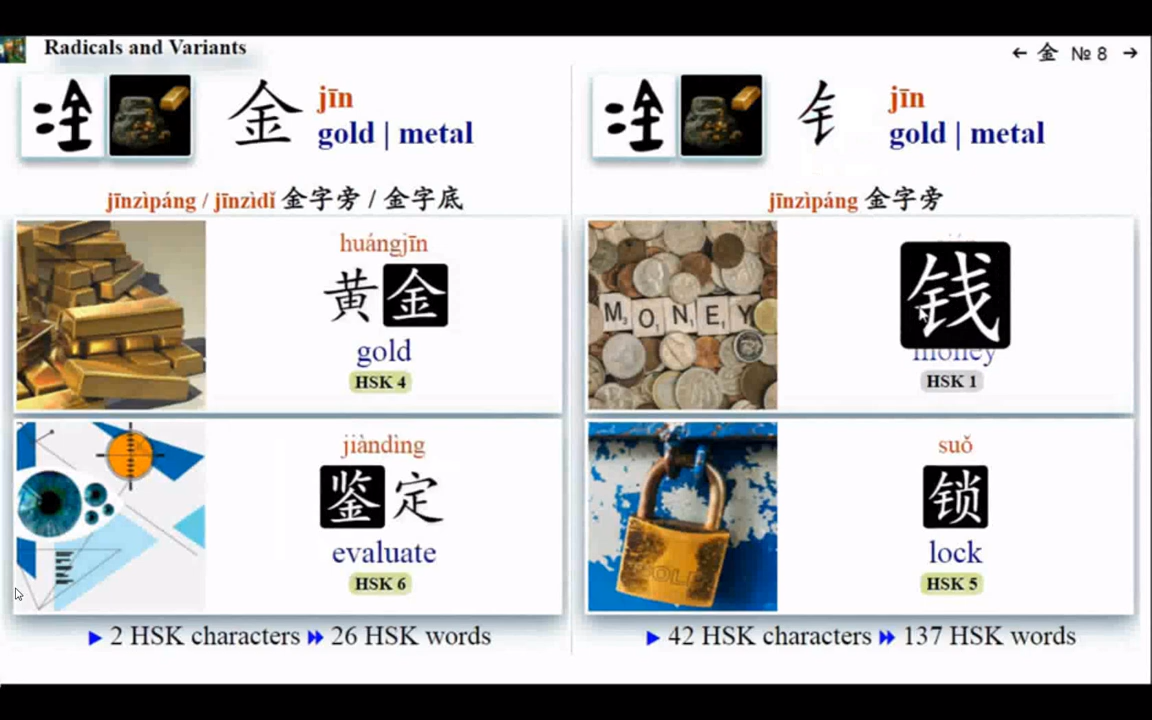 Radicals and Variants
← 金 № 8 →
金 jīn
gold | metal
jīnzìpáng / jīnzìdǐ 金字旁 / 金字底
huángjīn
黄金
gold
HSK 4
jiàndìng
鉴定
evaluate
HSK 6
▶ 2 HSK characters ▶▶ 26 HSK words
钅 jīn
gold | metal
jīnzìpáng 金字旁
MONEY
钱
money
HSK 1
suǒ
锁
lock
HSK 5
▶ 42 HSK characters ▶▶ 137 HSK words